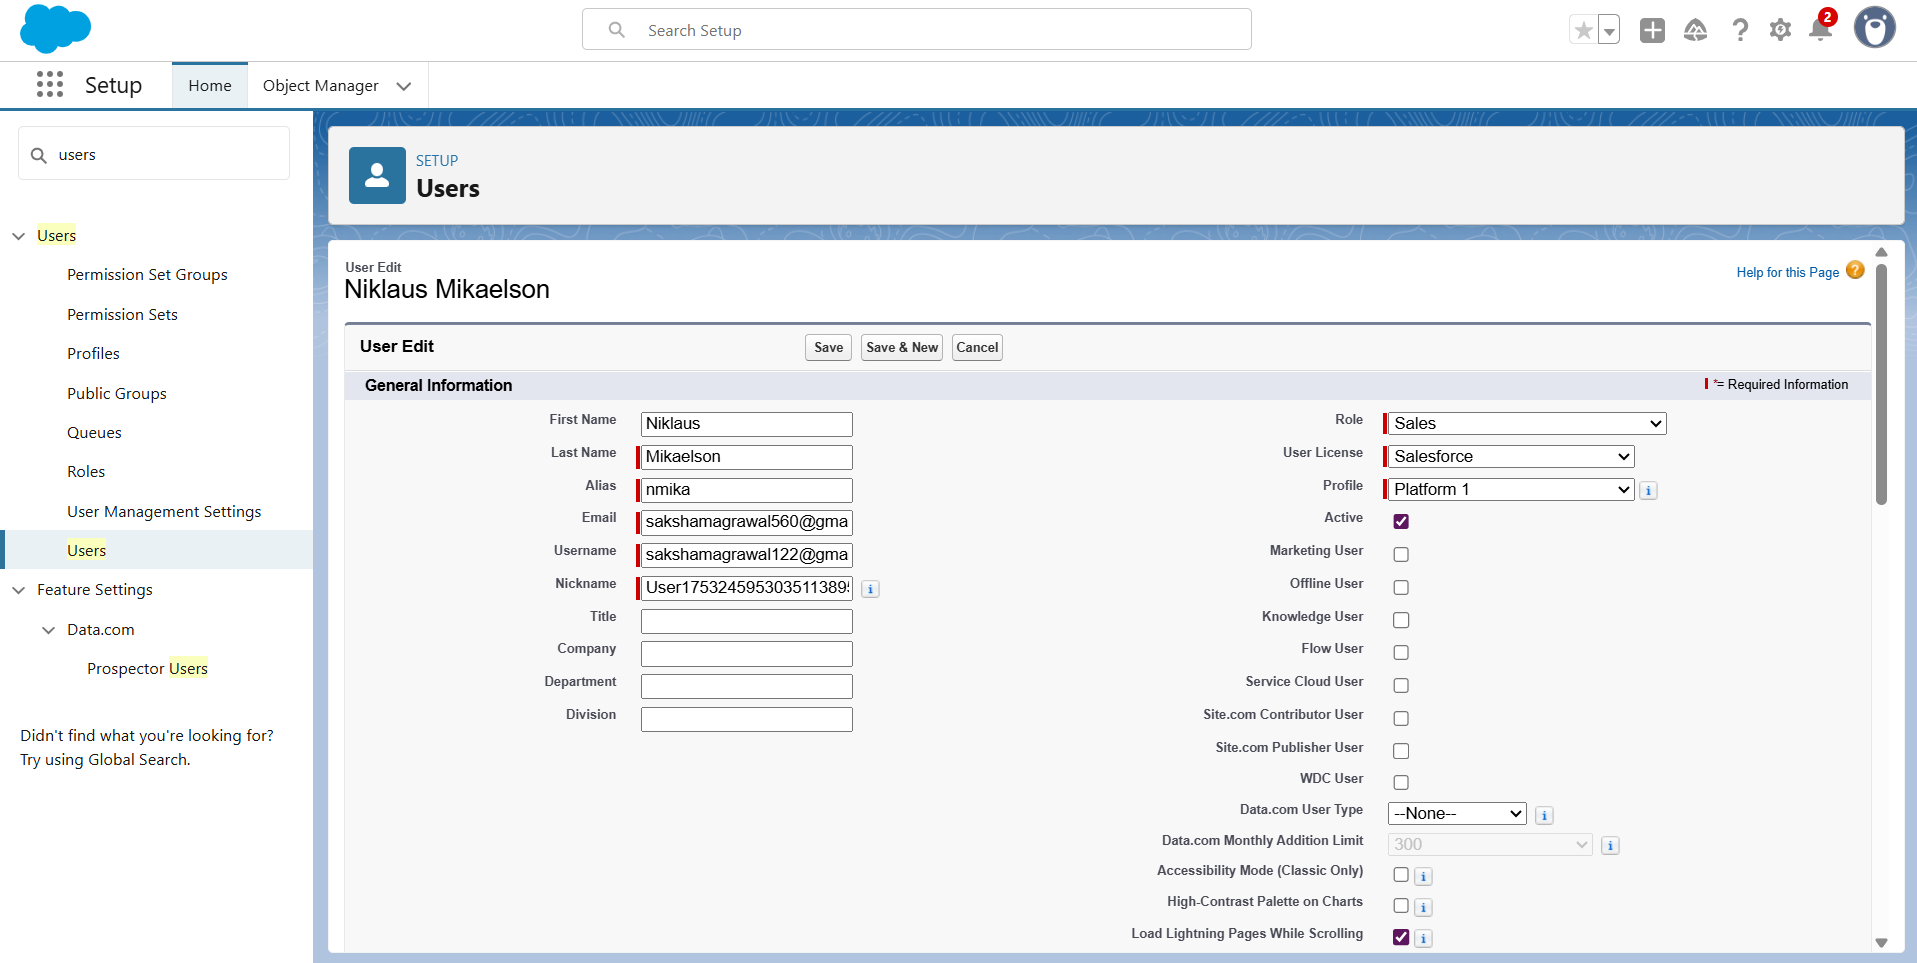 Search Setup
2
Setup
Home
Object Manager
users
Users
Permission Set Groups
Permission Sets
Profiles
Public Groups
Queues
Roles
User Management Settings
Users
Feature Settings
Data.com
Prospector Users
Didn't find what you're looking for?
Try using Global Search.
SETUP
Users
User Edit
Niklaus Mikaelson
Help for this Page ?
User Edit
Save
Save & New
Cancel
General Information
*= Required Information
First Name Niklaus
Last Name Mikaelson
Alias nmika
Email sakshamagrawal560@gma
Username sakshamagrawal122@gma
Nickname i
Title
Company
Department
Division
Role Sales
User License Salesforce
Profile Platform 1 i
Active
Marketing User
Offline User
Knowledge User
Flow User
Service Cloud User
Site.com Contributor User
Site.com Publisher User
WDC User
Data.com User Type --None-- i
Data.com Monthly Addition Limit 300 i
Accessibility Mode (Classic Only) i
High-Contrast Palette on Charts i
Load Lightning Pages While Scrolling i